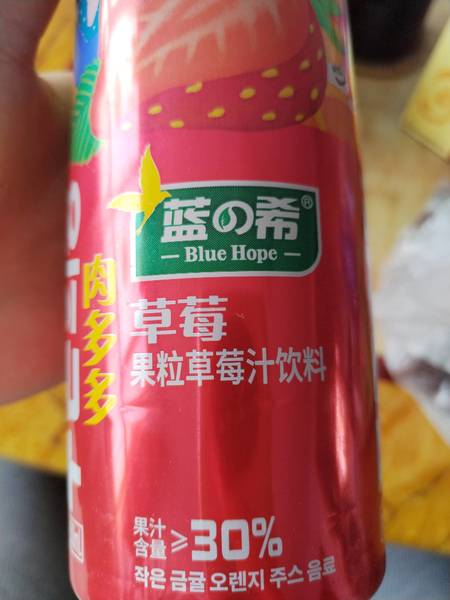 蓝の希®
Blue Hope
肉多多
草莓
果粒草莓汁饮料
果汁
含量≥30%
작은 금귤 오렌지 주스 음료